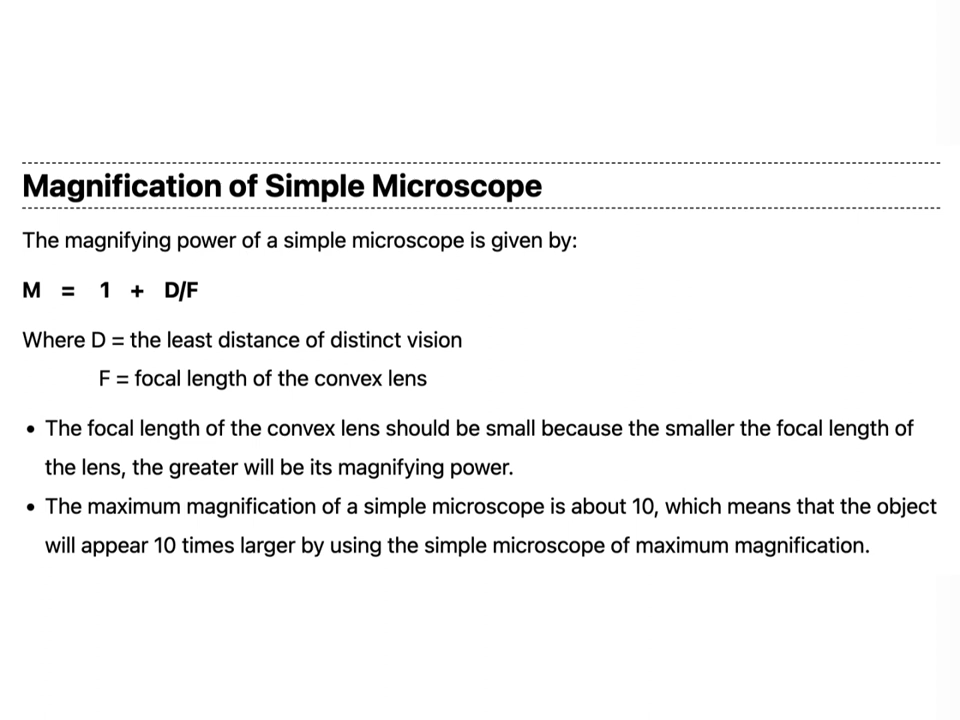 Magnification of Simple Microscope
The magnifying power of a simple microscope is given by:
M = 1 + D/F
Where D = the least distance of distinct vision
F = focal length of the convex lens
• The focal length of the convex lens should be small because the smaller the focal length of
the lens, the greater will be its magnifying power.
• The maximum magnification of a simple microscope is about 10, which means that the object
will appear 10 times larger by using the simple microscope of maximum magnification.